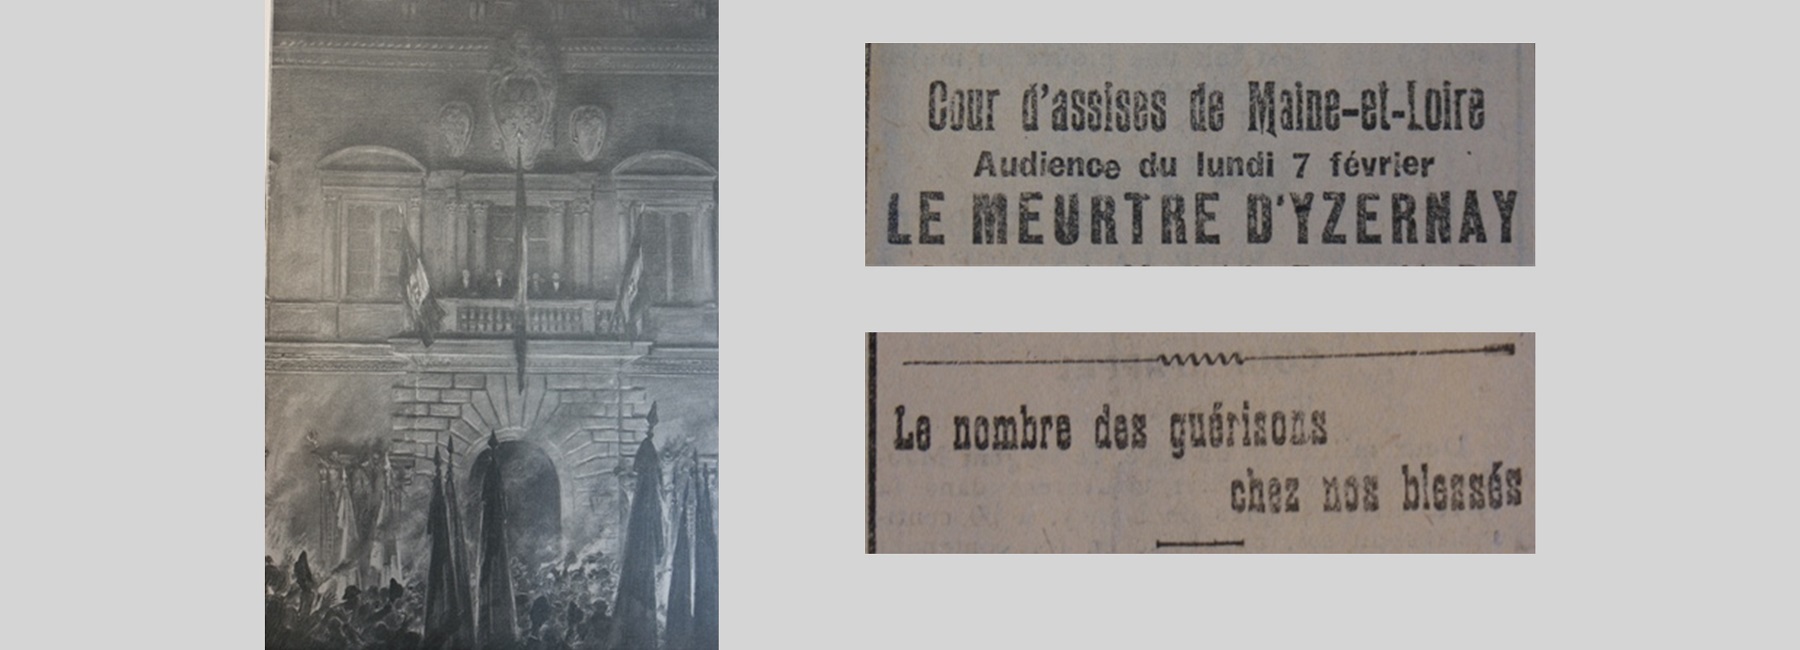 Cour d'assises de Maine-et-Loire
Audience du lundi 7 février
LE MEURTRE D'YZERNAY
Le nombre des guérisons
chez nos blessés